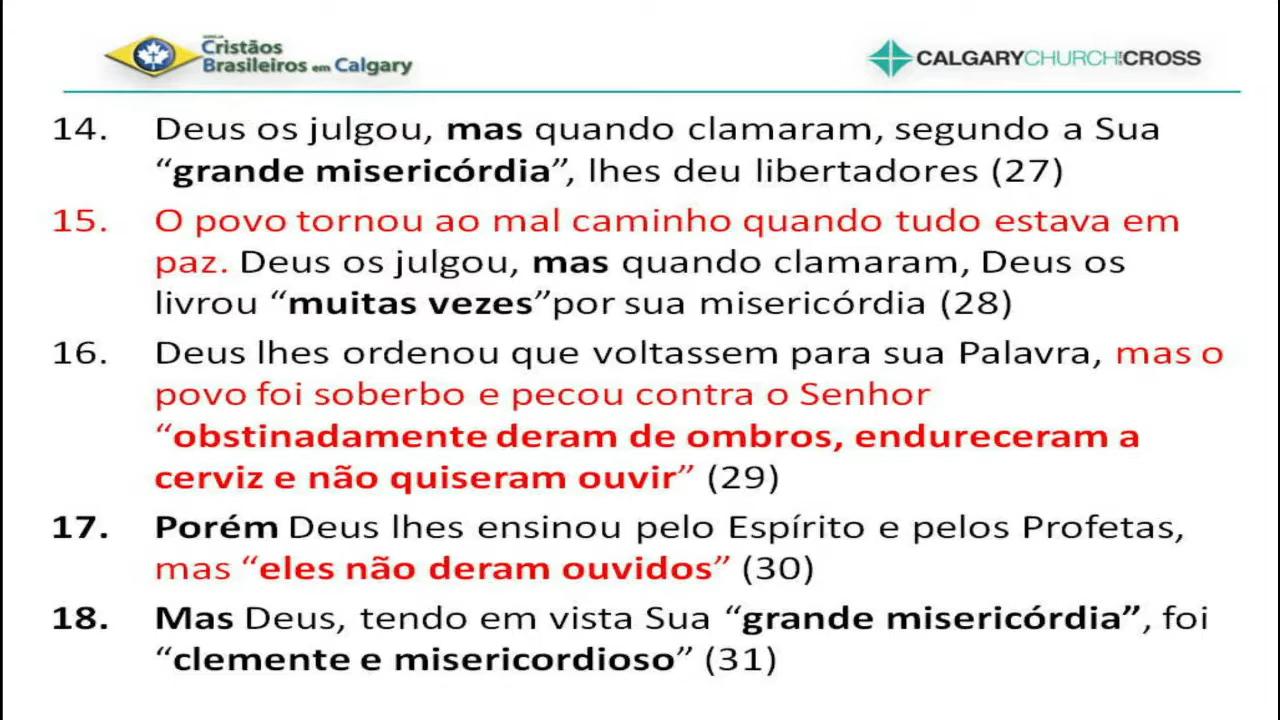 Cristãos
Brasileiros em Calgary
CALGARYCHURCH CROSS
14. Deus os julgou, mas quando clamaram, segundo a Sua
“grande misericórdia”, lhes deu libertadores (27)
15. O povo tornou ao mal caminho quando tudo estava em
paz. Deus os julgou, mas quando clamaram, Deus os
livrou “muitas vezes”por sua misericórdia (28)
16. Deus lhes ordenou que voltassem para sua Palavra, mas o
povo foi soberbo e pecou contra o Senhor
“obstinadamente deram de ombros, endureceram a
cerviz e não quiseram ouvir” (29)
17. Porém Deus lhes ensinou pelo Espírito e pelos Profetas,
mas “eles não deram ouvidos” (30)
18. Mas Deus, tendo em vista Sua “grande misericórdia”, foi
“clemente e misericordioso” (31)